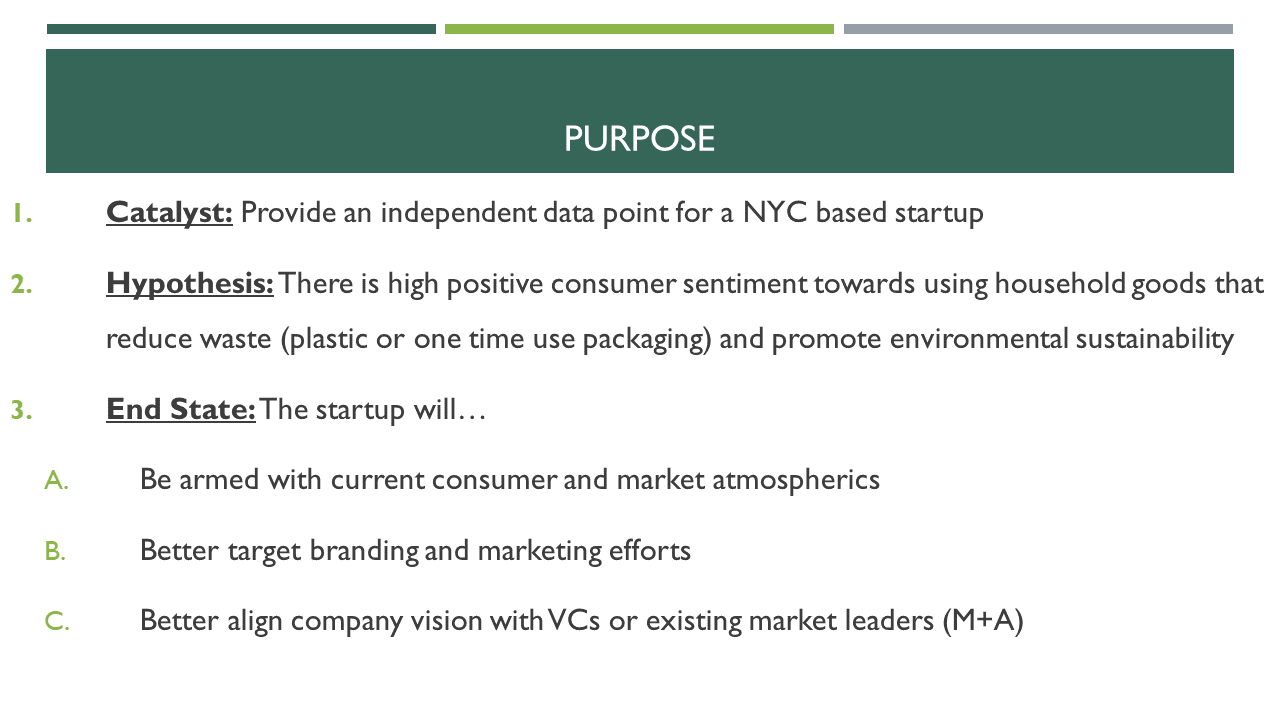 PURPOSE
1. Catalyst: Provide an independent data point for a NYC based startup
2. Hypothesis: There is high positive consumer sentiment towards using household goods that
reduce waste (plastic or one time use packaging) and promote environmental sustainability
3. End State: The startup will…
A. Be armed with current consumer and market atmospherics
B. Better target branding and marketing efforts
C. Better align company vision with VCs or existing market leaders (M+A)